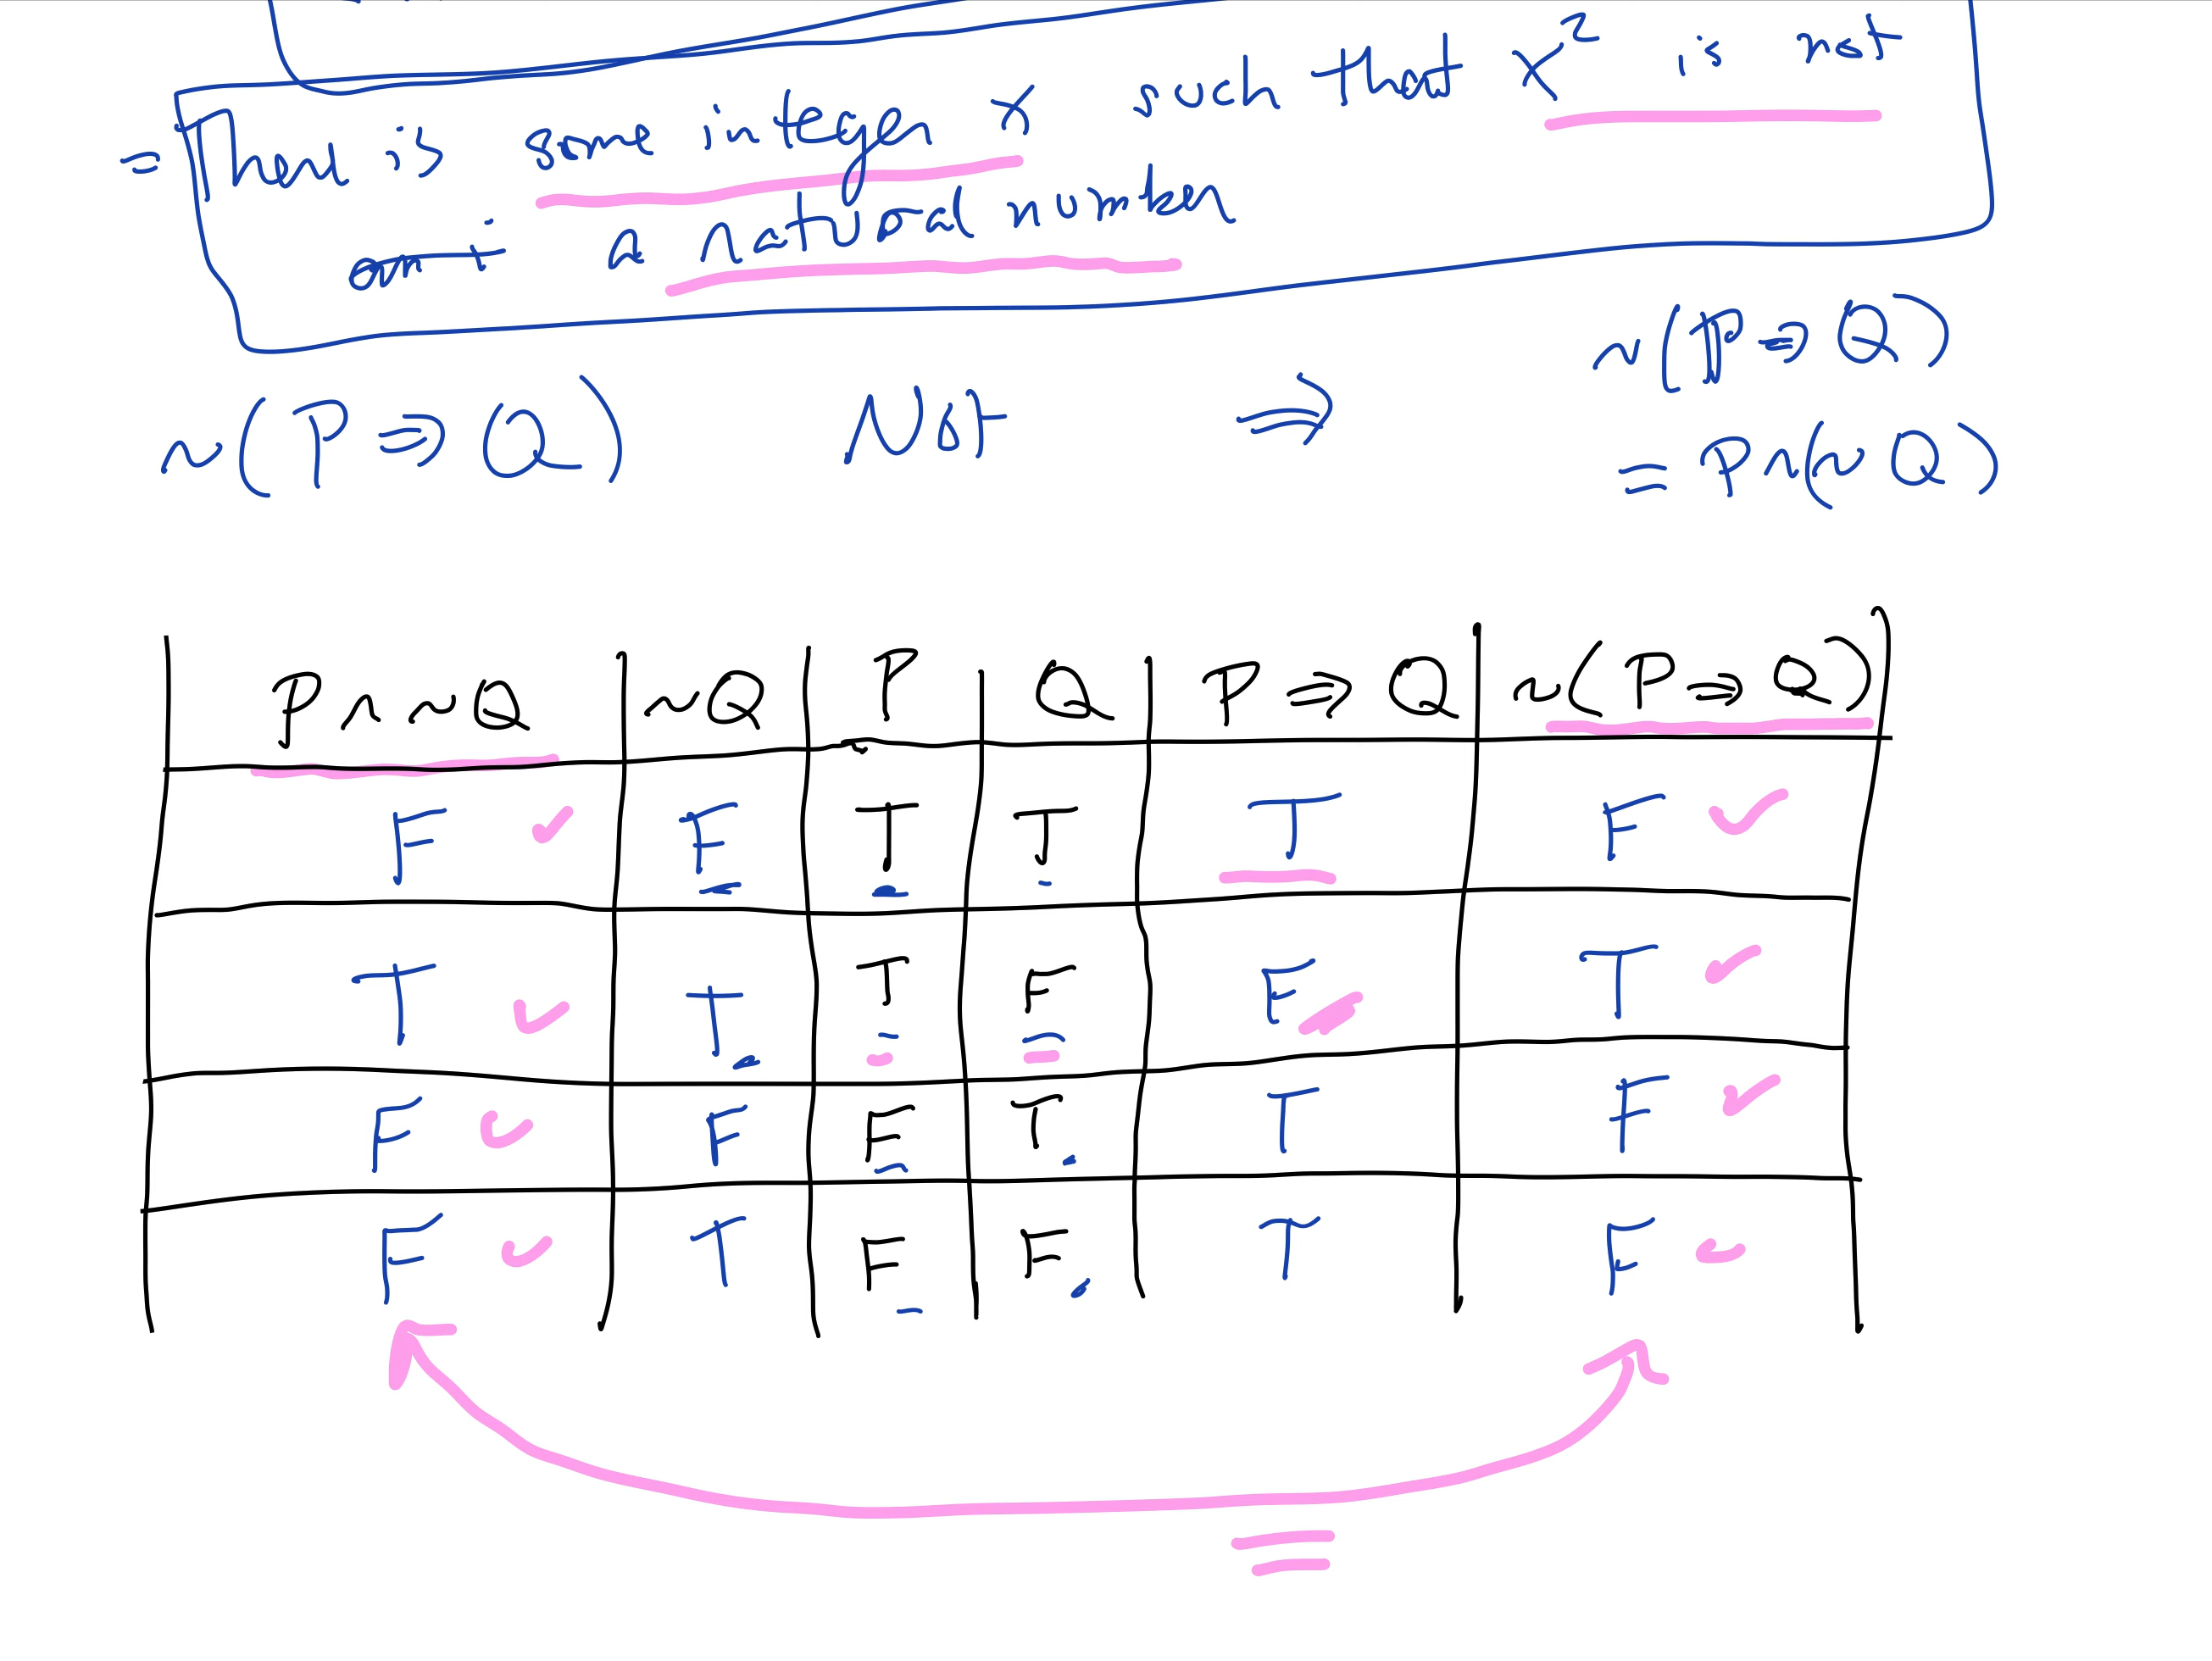 = There is some integer x such that x² is not
a natural number
~(P ⇒ Q) Not ⇒ ~(P ⇒ Q)
= P ∧ (~Q)
P ∧ ~Q ~Q P Q P ⇒ Q ~(P ⇒ Q)
F F T T T F
T T T F F T
F F F T T F
F T F F T F
=